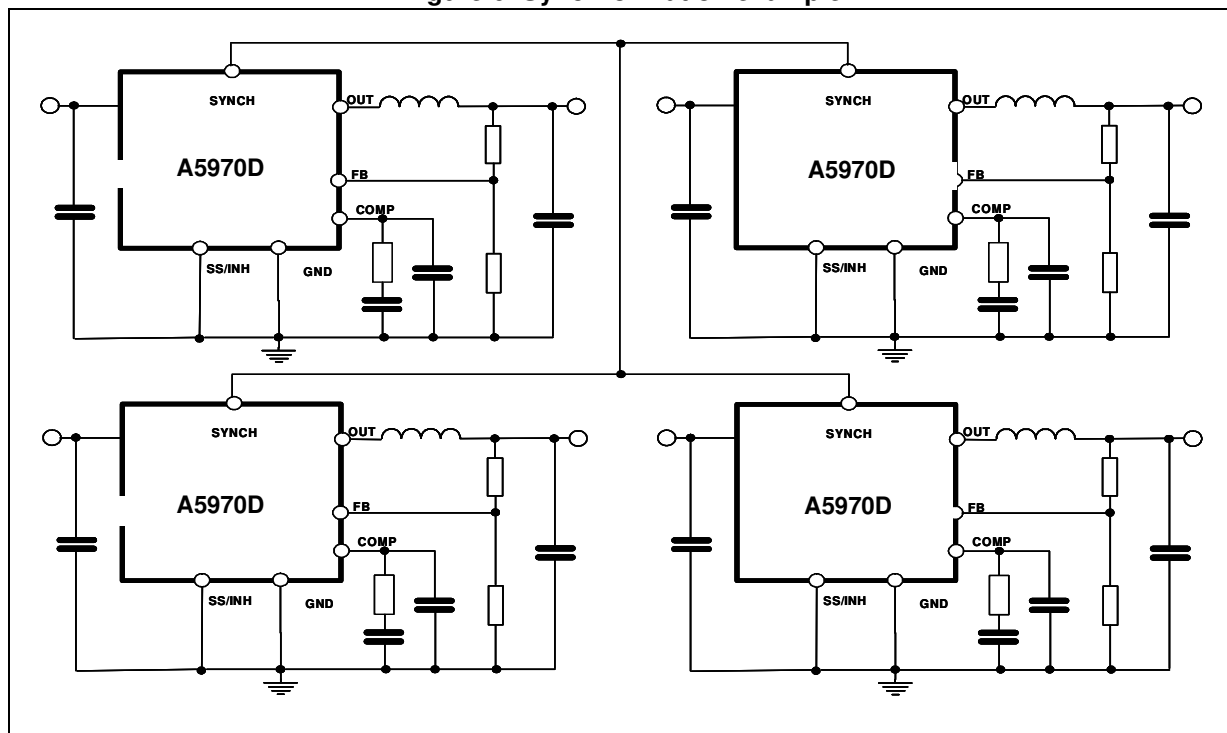 SYNCH
OUT
A5970D
FB
COMP
SS/INH
GND
SYNCH
OUT
A5970D
FB
COMP
SS/INH
GND
SYNCH
OUT
A5970D
FB
COMP
SS/INH
GND
SYNCH
OUT
A5970D
FB
COMP
SS/INH
GND